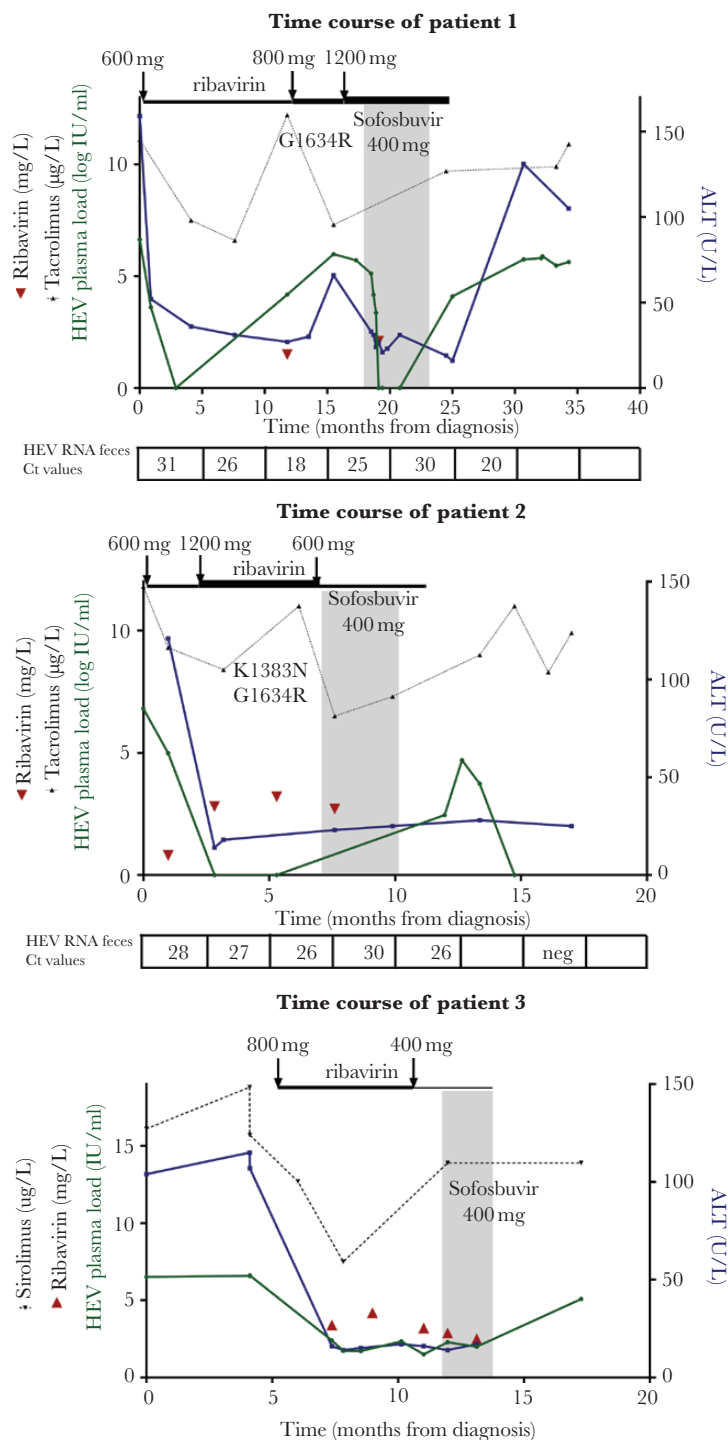 Time course of patient 1
600 mg
800 mg
1200 mg
ribavirin
G1634R
Sofosbuvir
400 mg
Ribavirin (mg/L)
Tacrolimus (μg/L)
HEV plasma load (log IU/ml)
10
5
0
150
100
50
0
ALT (U/L)
0 5 10 15 20 25 30 35 40
Time (months from diagnosis)
HEV RNA feces
Ct values
31 26 18 25 30 20
Time course of patient 2
600 mg
1200 mg
600 mg
ribavirin
Sofosbuvir
400 mg
K1383N
G1634R
Ribavirin (mg/L)
Tacrolimus (μg/L)
HEV plasma load (log IU/ml)
10
5
0
150
100
50
0
ALT (U/L)
0 5 10 15 20
Time (months from diagnosis)
HEV RNA feces
Ct values
28 27 26 30 26 neg
Time course of patient 3
800 mg
400 mg
ribavirin
Sofosbuvir
400 mg
Sirolimus (ug/L)
Ribavirin (mg/L)
HEV plasma load (IU/ml)
15
10
5
0
150
100
50
0
ALT (U/L)
0 5 10 15 20
Time (months from diagnosis)